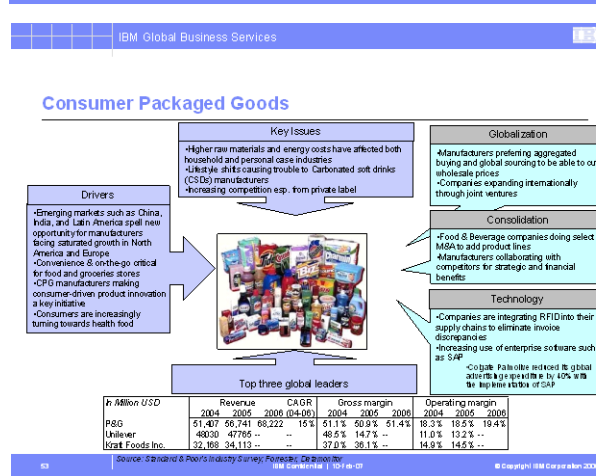 IBM Global Business Services
Consumer Packaged Goods
Key Issues
•Higher raw materials and energy costs have affected both
household and personal case industries
•Lifestyle shifts causing trouble to Carbonated soft drinks
(CSDs) manufacturers
•Increasing competition esp. from private label
Drivers
•Emerging markets such as China,
India, and Latin America spell new
opportunity for manufacturers
facing saturated growth in North
America and Europe
•Convenience & on-the-go critical
for food and groceries stores
•CPG manufacturers making
consumer-driven product innovation
a key initiative
•Consumers are increasingly
turning towards health food
Globalization
•Manufacturers preferring aggregated
buying and global sourcing to be able to cut
wholesale prices
•Companies expanding internationally
through joint ventures
Consolidation
•Food & Beverage companies doing select
M&A to add product lines
•Manufacturers collaborating with
competitors for strategic and financial
benefits
Technology
•Companies are integrating RFID into their
supply chains to eliminate invoice
discrepancies
•Increasing use of enterprise software such
as SAP
•Colgate Palmolive reduced its global
advertising expenditure by 40% with
the implementation of SAP
Top three global leaders
In Million USD Revenue CAGR Gross margin Operating margin
2004 2005 2006 (04-06) 2004 2005 2006 2004 2005 2006
P&G 51,407 56,741 68,222 15% 51.1% 50.9% 51.4% 18.3% 18.5% 19.4%
Unilever 48030 47765 -- -- 48.5% 14.7% -- 11.0% 13.2% --
Kraft Foods Inc. 32,168 34,113 -- -- 37.0% 36.1% -- 14.9% 14.5% --
Source: Standard & Poor's Industry Survey, Forrester, Datamonitor
53 IBM Confidential | 10-Feb-07 © Copyright IBM Corporation